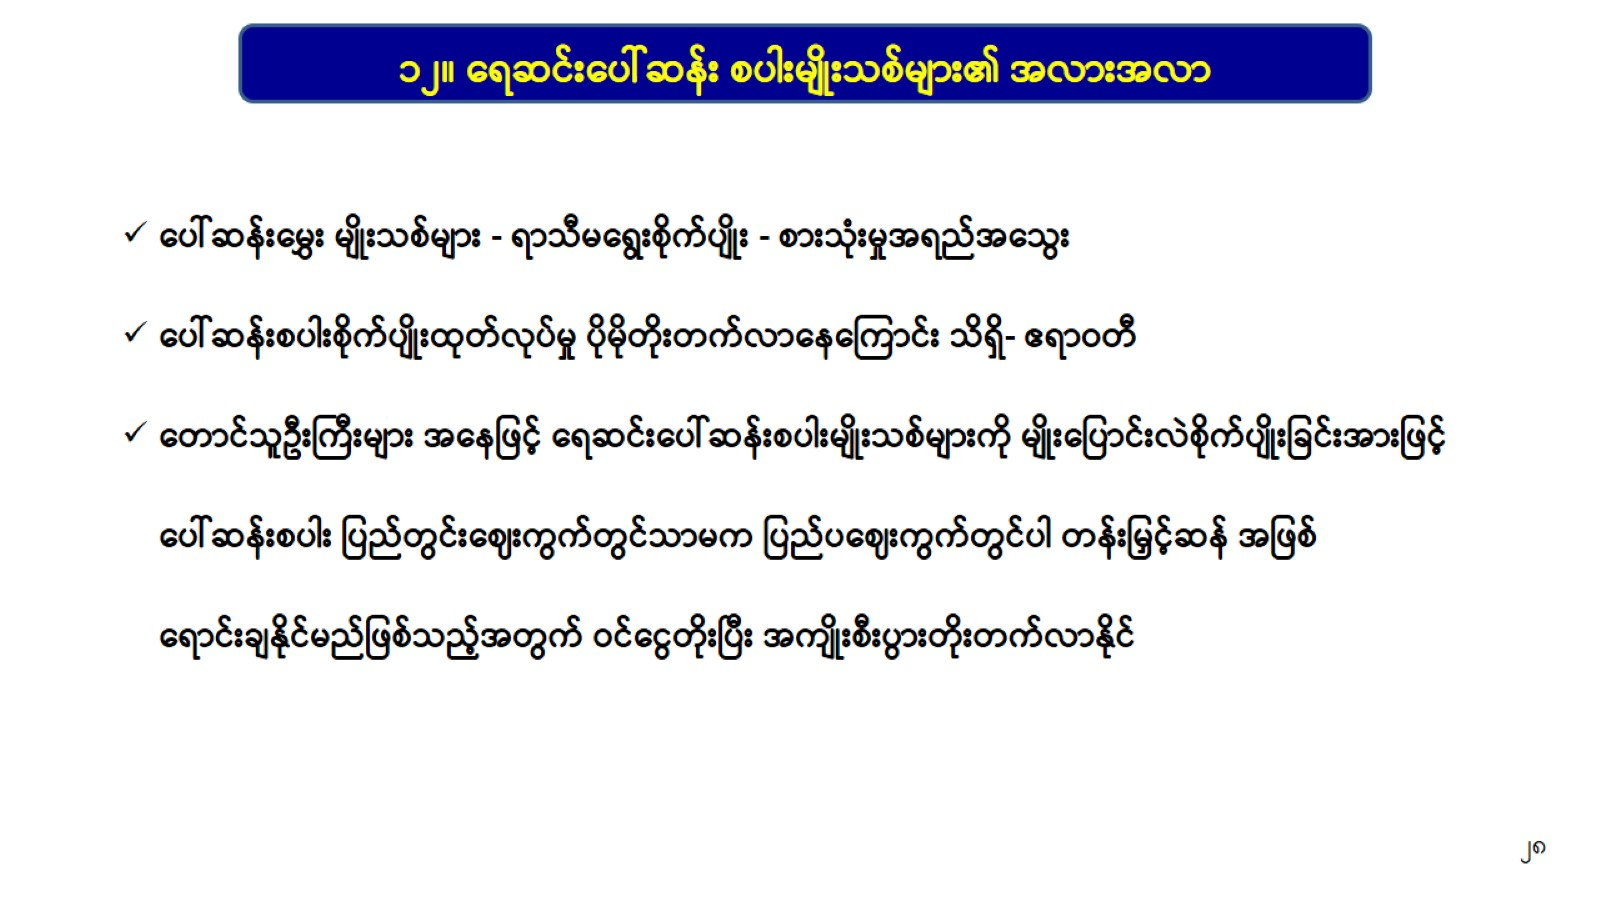 ၁၂။ ရေဆင်းပေါ်ဆန်း စပါးမျိုးသစ်များ၏ အလားအလာ
✓ ပေါ်ဆန်းမွှေး မျိုးသစ်များ - ရာသီမရွေးစိုက်ပျိုး - စားသုံးမှုအရည်အသွေး
✓ ပေါ်ဆန်းစပါးစိုက်ပျိုးထုတ်လုပ်မှု ပိုမိုတိုးတက်လာနေကြောင်း သိရှိ- ဧရာဝတီ
✓ တောင်သူဦးကြီးများ အနေဖြင့် ရေဆင်းပေါ်ဆန်းစပါးမျိုးသစ်များကို မျိုးပြောင်းလဲစိုက်ပျိုးခြင်းအားဖြင့်
ပေါ်ဆန်းစပါး ပြည်တွင်းဈေးကွက်တွင်သာမက ပြည်ပဈေးကွက်တွင်ပါ တန်းမြှင့်ဆန် အဖြစ်
ရောင်းချနိုင်မည်ဖြစ်သည့်အတွက် ဝင်ငွေတိုးပြီး အကျိုးစီးပွားတိုးတက်လာနိုင်
၂၈